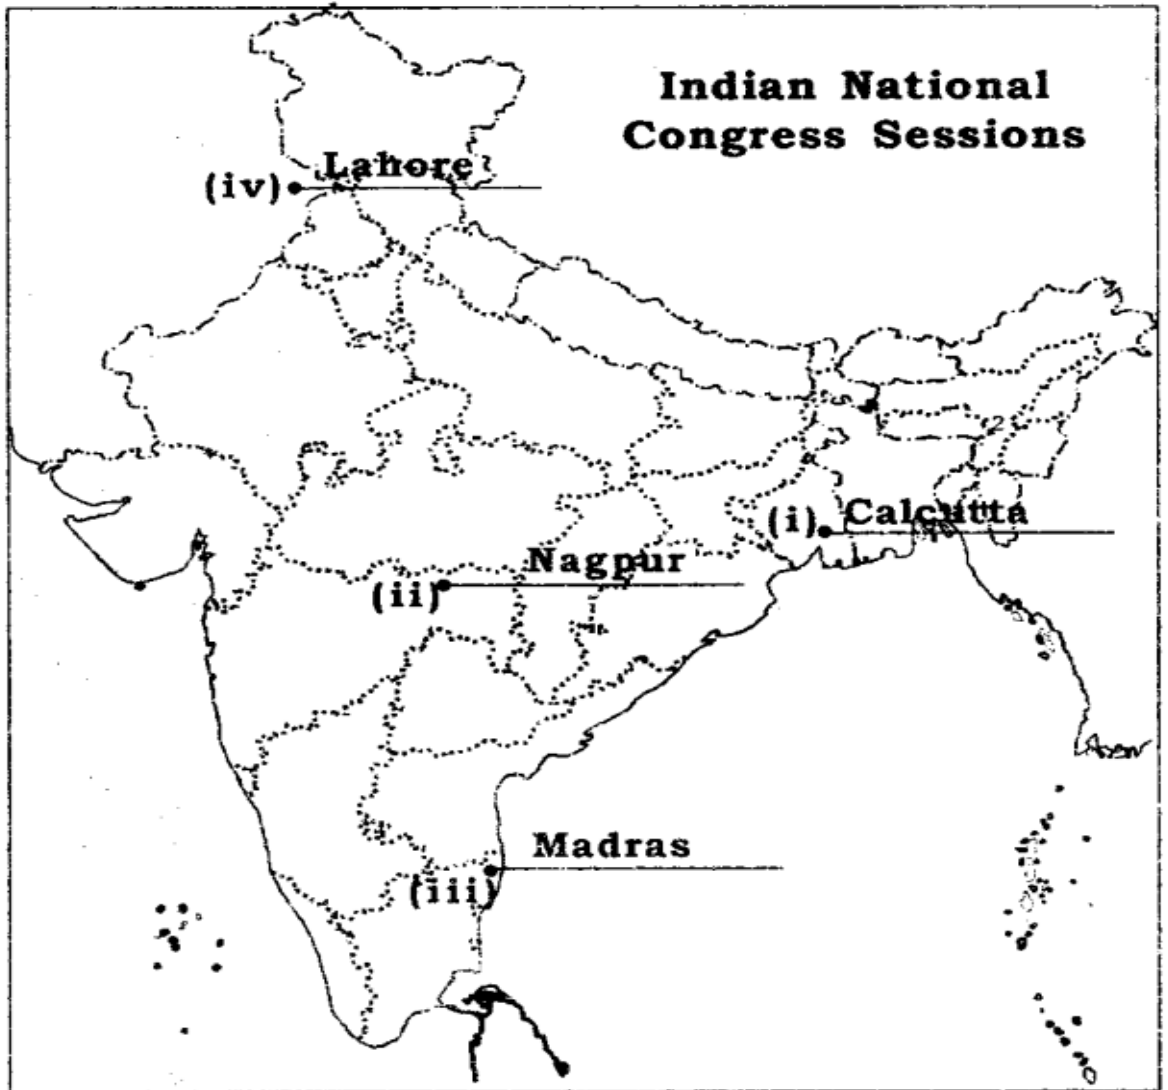 Indian National
Congress Sessions
Lahore
(iv)
(i) Calcutta
Nagpur
(ii)
Madras
(iii)